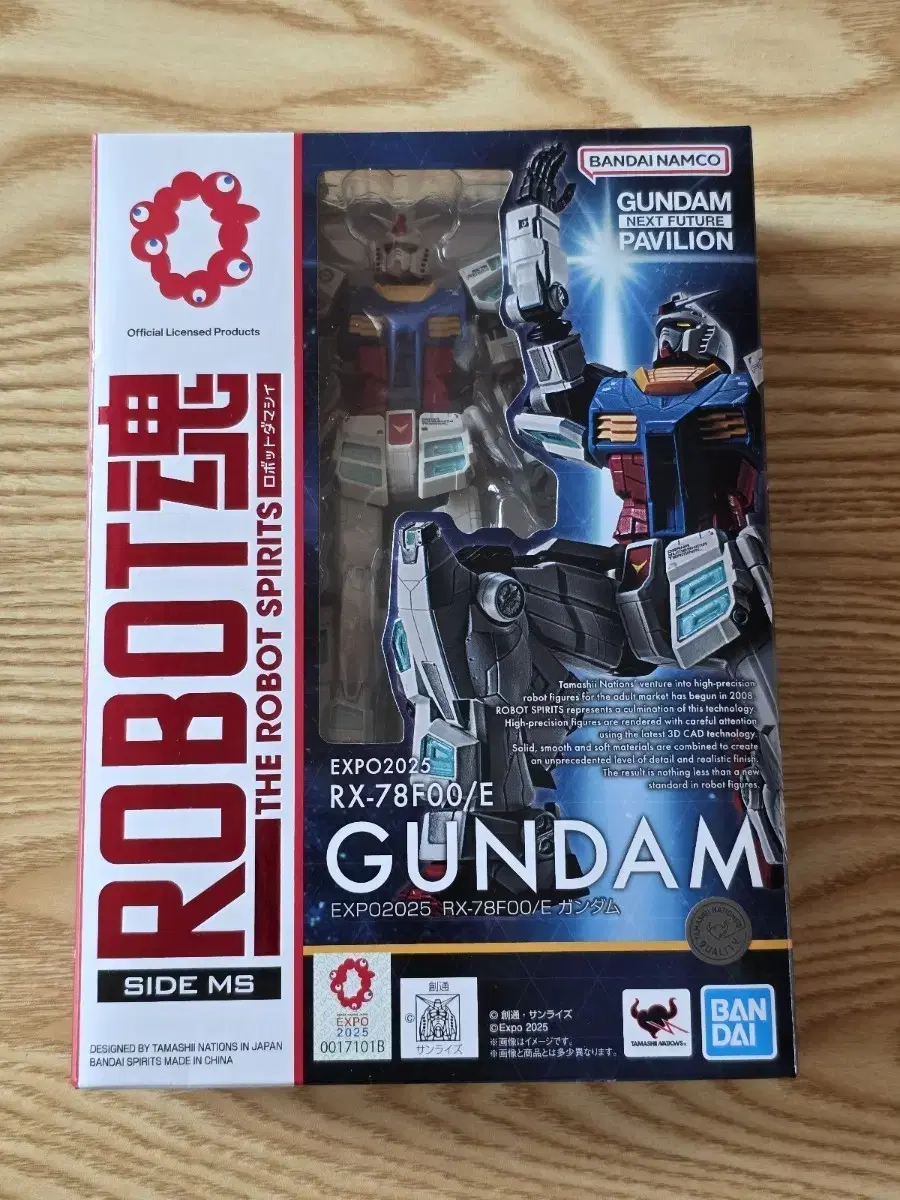 Official Licensed Products
ROBOT魂
ロボットダマシイ
THE ROBOT SPIRITS
SIDE MS
DESIGNED BY TAMASHII NATIONS IN JAPAN
BANDAI SPIRITS MADE IN CHINA
BANDAI NAMCO
GUNDAM
NEXT FUTURE
PAVILION
Tamashii Nations' venture into high-precision
robot figures for the adult market has begun in 2008.
ROBOT SPIRITS represents a culmination of this technology.
High-precision figures are rendered with careful attention
using the latest 3D CAD technology.
Solid, smooth and soft materials are combined to create
an unprecedented level of detail and realistic finish.
The result is nothing less than a new
standard in robot figures.
EXPO2025
RX-78F00/E
GUNDAM
EXPO2025 RX-78F00/E ガンダム
TAMASHII NATIONS
QUALITY
EXPO
2025
0017101B
創通
©
サンライズ
© 創通・サンライズ
©Expo 2025
※画像はイメージです。
※画像と商品とは多少異なります。
TAMASHII NATIONS
BAN
DAI